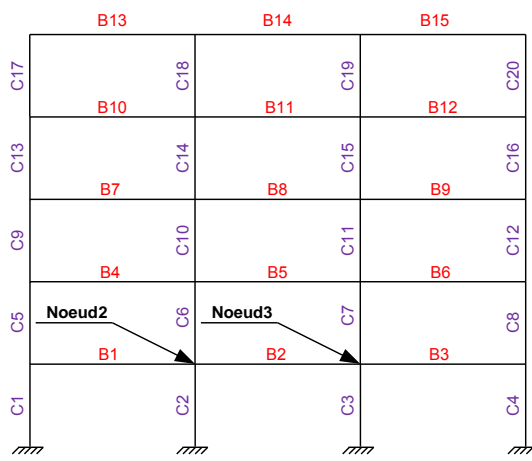 B13 B14 B15
C17 C18 C19 C20
B10 B11 B12
C13 C14 C15 C16
B7 B8 B9
C9 C10 C11 C12
B4 B5 B6
C5 Noeud2 C6 Noeud3 C7 C8
B1 B2 B3
C1 C2 C3 C4